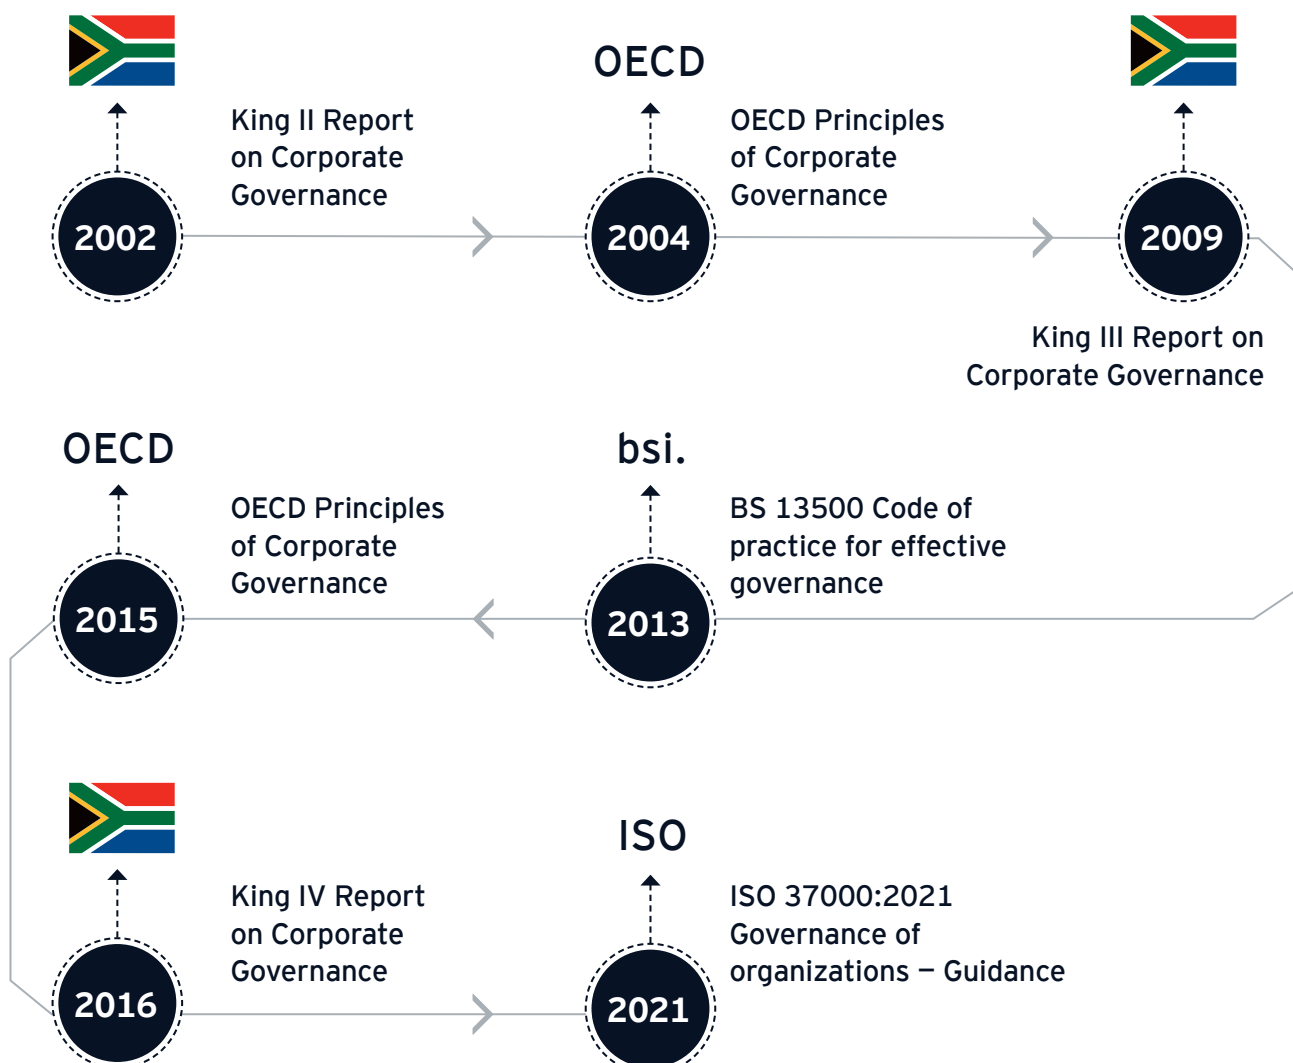 OECD
King II Report
on Corporate
Governance
OECD Principles
of Corporate
Governance
2002
2004
2009
King III Report on
Corporate Governance
OECD
bsi.
OECD Principles
of Corporate
Governance
BS 13500 Code of
practice for effective
governance
2015
2013
ISO
King IV Report
on Corporate
Governance
ISO 37000:2021
Governance of
organizations – Guidance
2016
2021